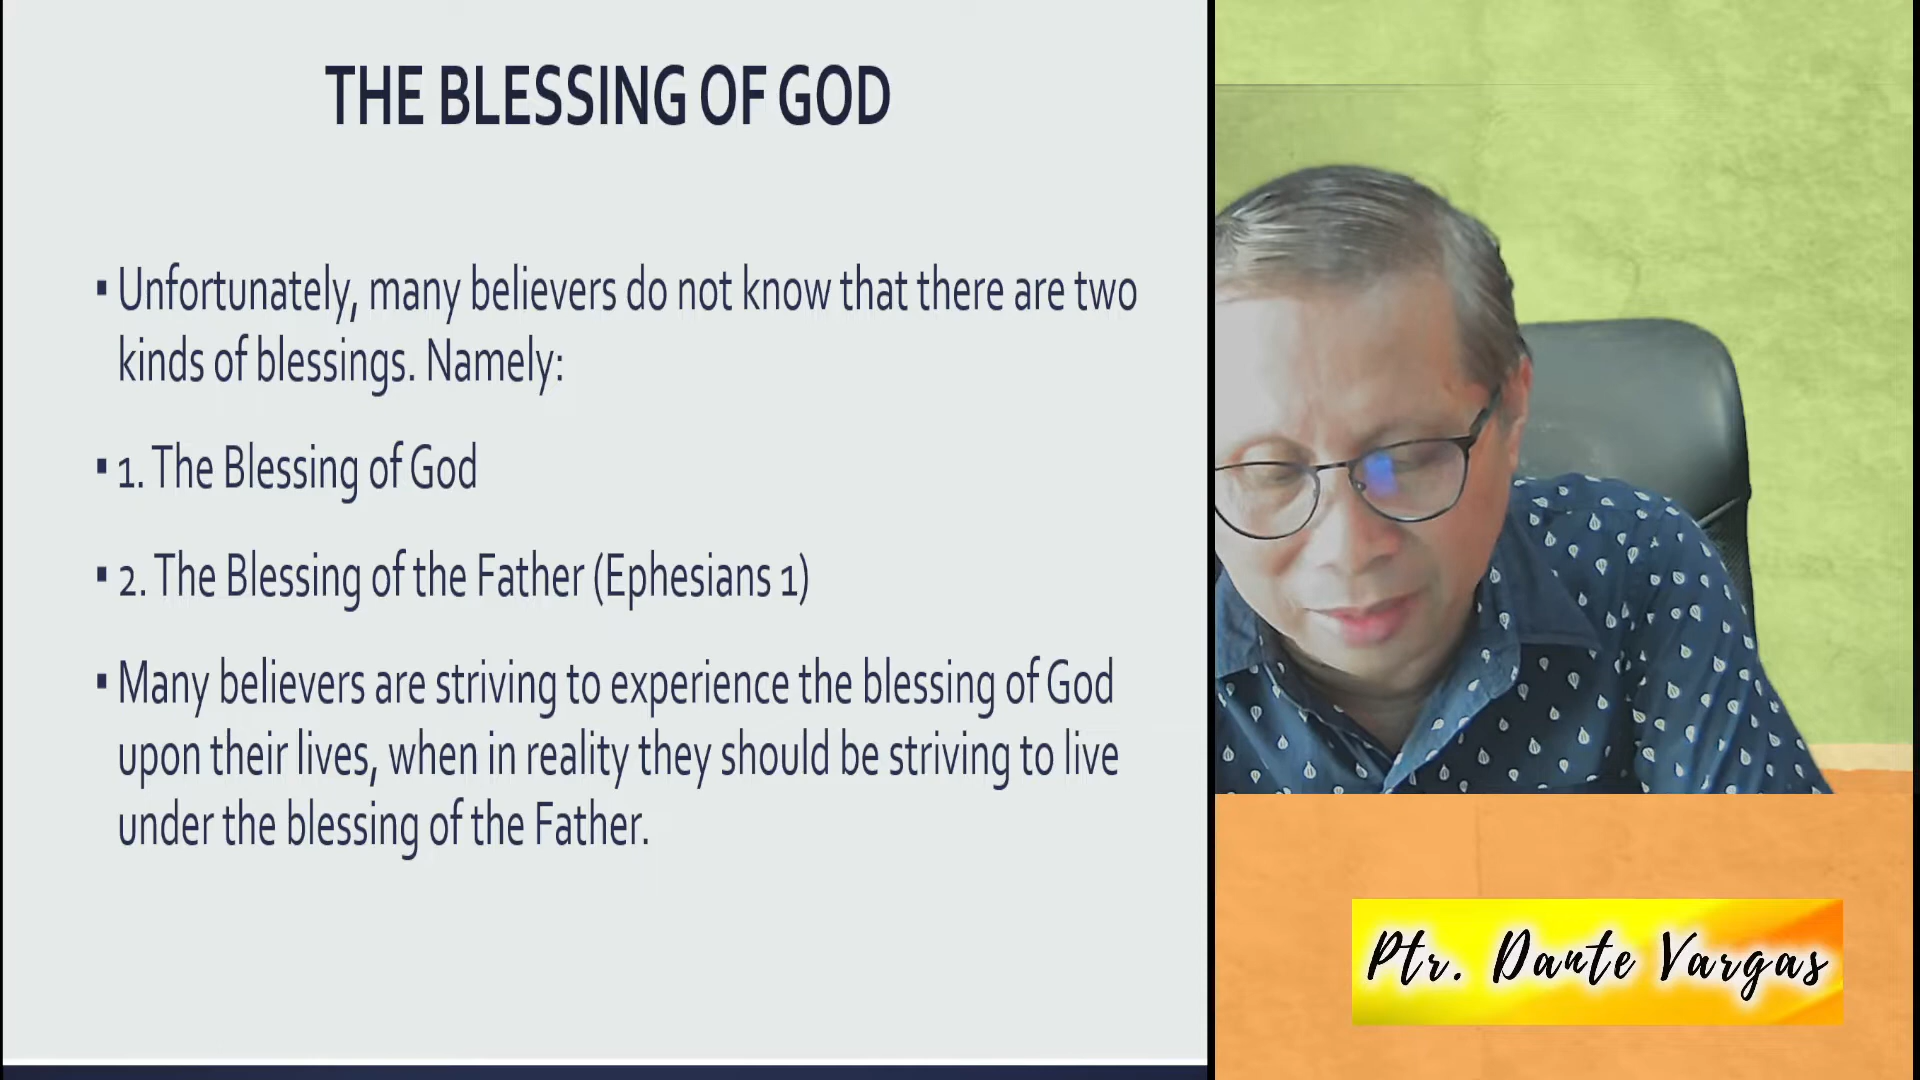 THE BLESSING OF GOD
▪ Unfortunately, many believers do not know that there are two
kinds of blessings. Namely:
▪ 1. The Blessing of God
▪ 2. The Blessing of the Father (Ephesians 1)
▪ Many believers are striving to experience the blessing of God
upon their lives, when in reality they should be striving to live
under the blessing of the Father.
Ptr. Dante Vargas